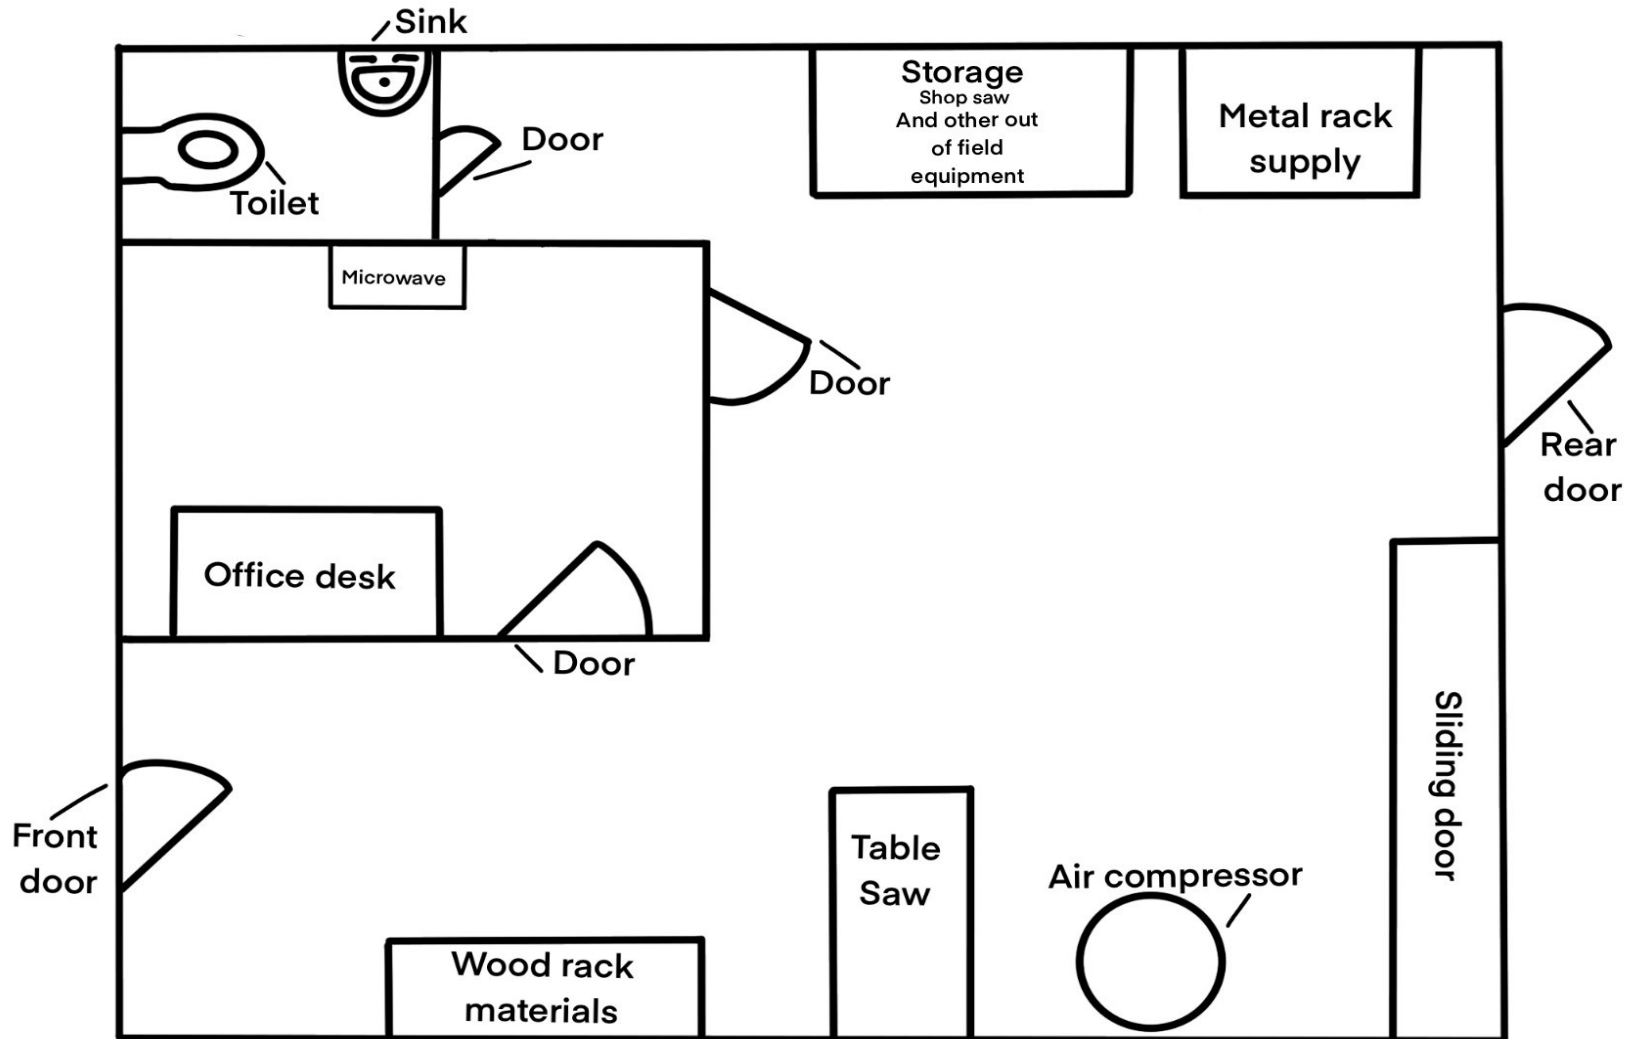 Sink
Storage
Shop saw
And other out
of field
equipment
Metal rack
supply
Door
Toilet
Microwave
Door
Rear
door
Office desk
Door
Sliding door
Front
door
Table
Saw
Air compressor
Wood rack
materials